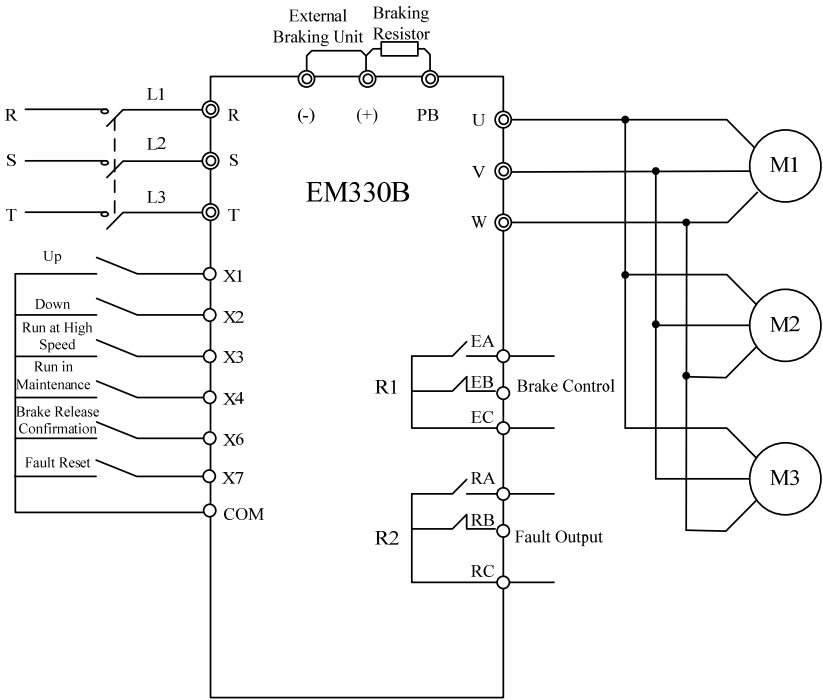 External
Braking Unit
Braking
Resistor
(-)
(+)
PB
R
L1
R
S
L2
S
T
L3
T
EM330B
U
V
W
M1
M2
M3
Up
X1
Down
X2
Run at High
Speed
X3
Run in
Maintenance
X4
Brake Release
Confirmation
X6
Fault Reset
X7
COM
R1
EA
EB
EC
Brake Control
R2
RA
RB
RC
Fault Output